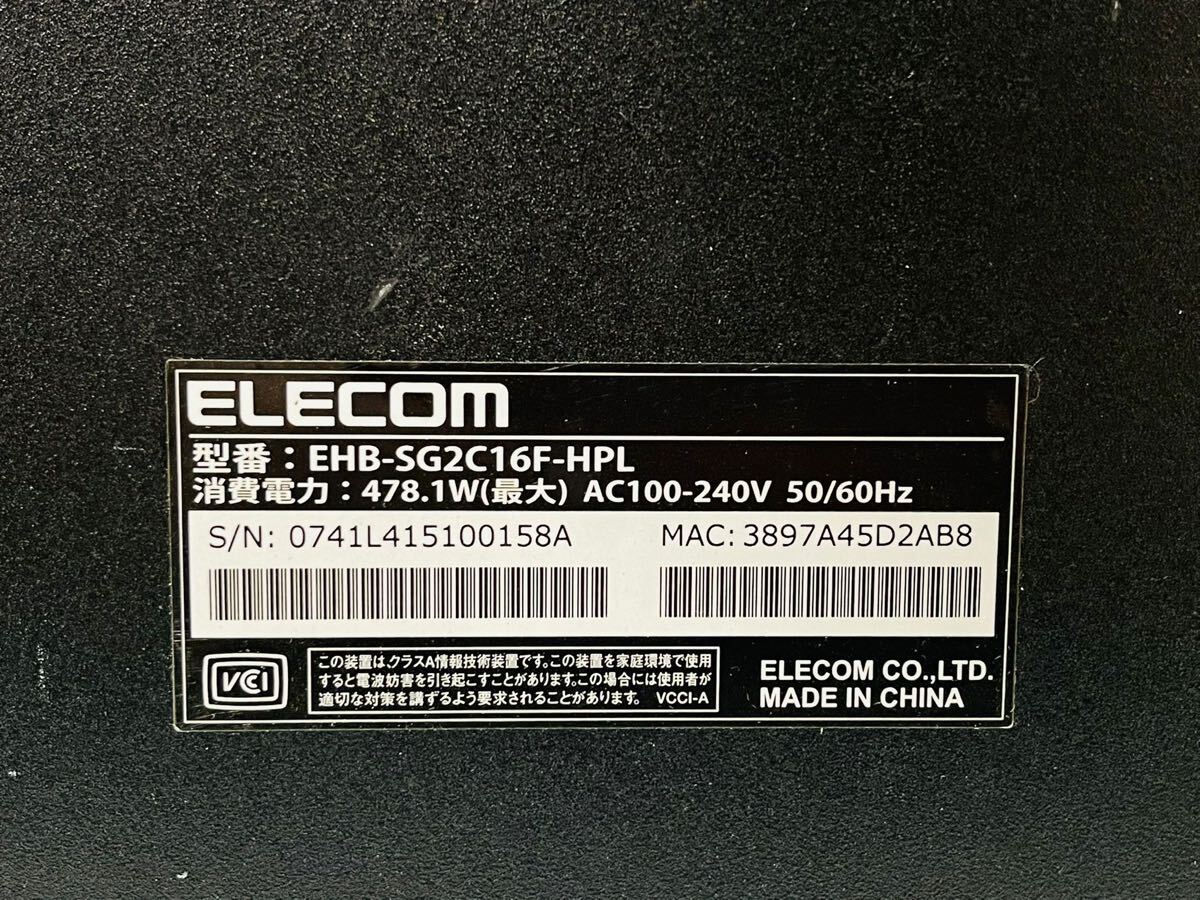 ELECOM
型番：EHB-SG2C16F-HPL
消費電力：478.1W(最大) AC100-240V 50/60Hz
S/N: 0741L415100158A
MAC: 3897A45D2AB8
VCCI
この装置は､クラスA情報技術装置です｡この装置を家庭環境で使用
すると電波妨害を引き起こすことがあります｡この場合には使用者が
適切な対策を講ずるよう要求されることがあります｡ VCCI-A
ELECOM CO.,LTD.
MADE IN CHINA